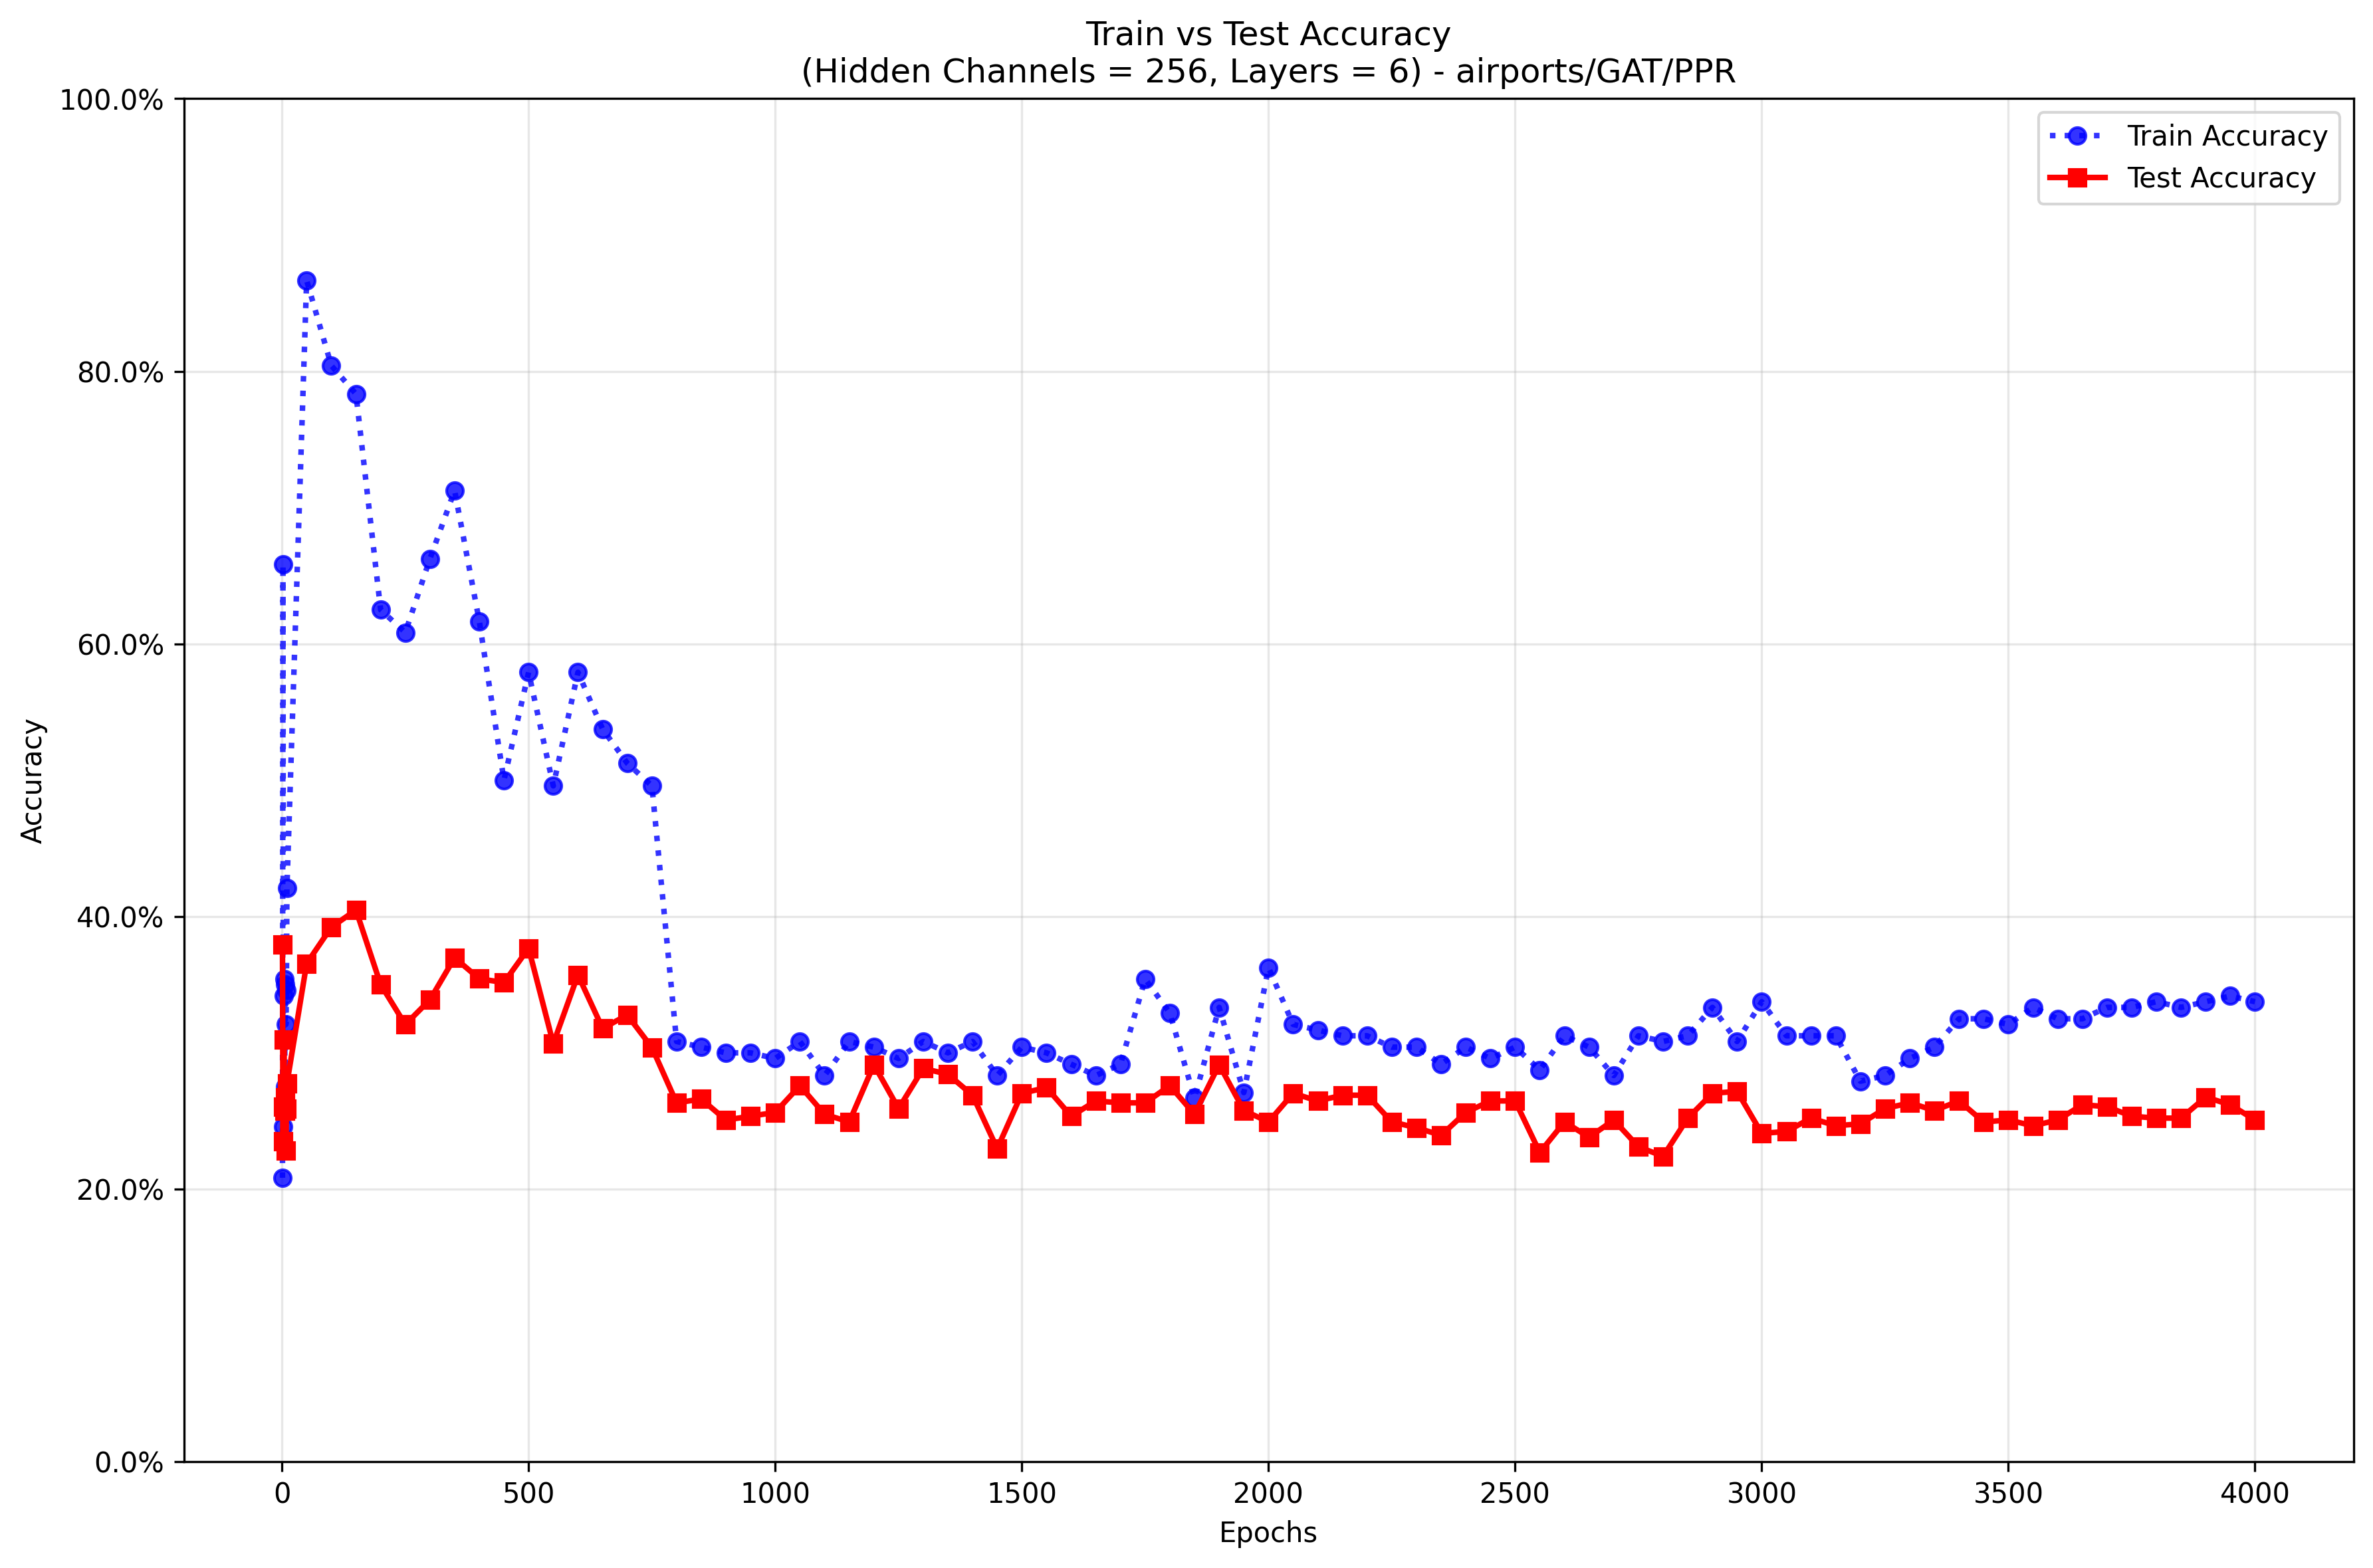 Train vs Test Accuracy
(Hidden Channels = 256, Layers = 6) - airports/GAT/PPR
100.0%
80.0%
60.0%
40.0%
20.0%
0.0%
Accuracy
Train Accuracy
Test Accuracy
0
500
1000
1500
2000
2500
3000
3500
4000
Epochs